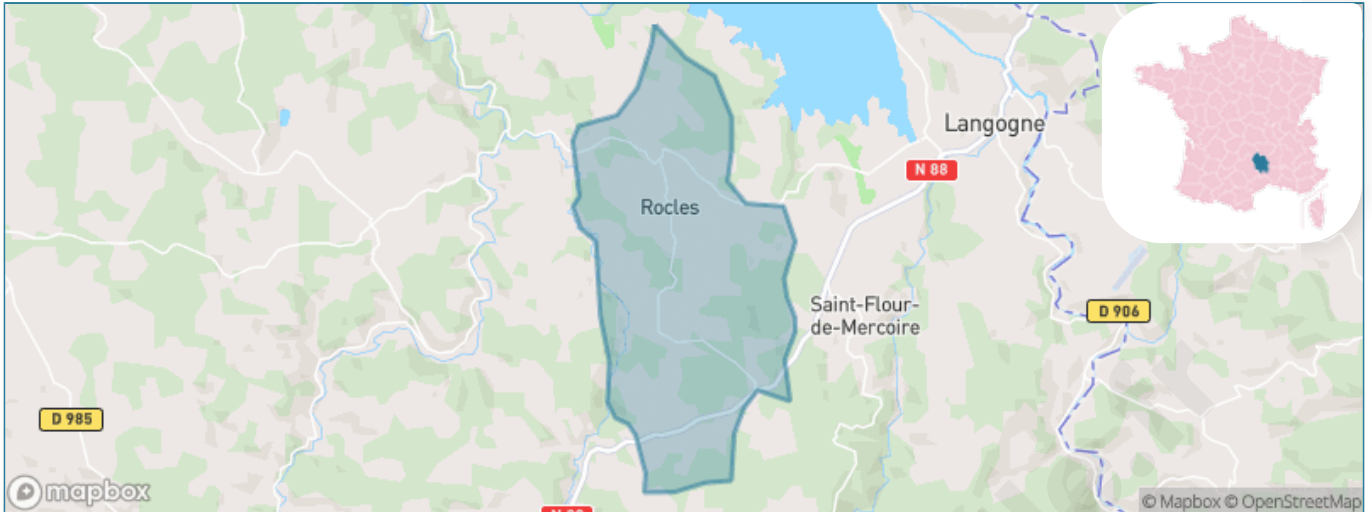 Langogne
N 88
Rocles
Saint-Flour-
de-Mercoire
D 906
D 985
mapbox
© Mapbox © OpenStreetMap